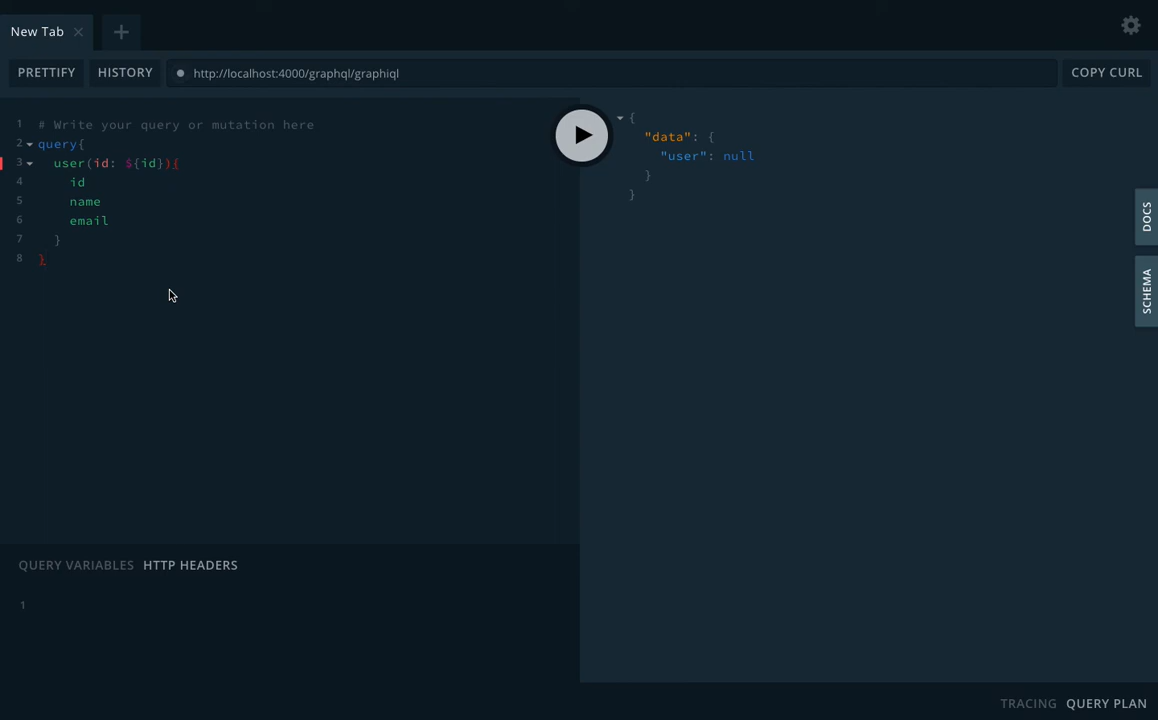 New Tab
PRETTIFY HISTORY http://localhost:4000/graphql/graphiql COPY CURL
1 # Write your query or mutation here
2 query{
3 user(id: ${id}){
4 id
5 name
6 email
7 }
8 }
{
"data": {
"user": null
}
}
DOCS
SCHEMA
QUERY VARIABLES HTTP HEADERS
1
TRACING QUERY PLAN